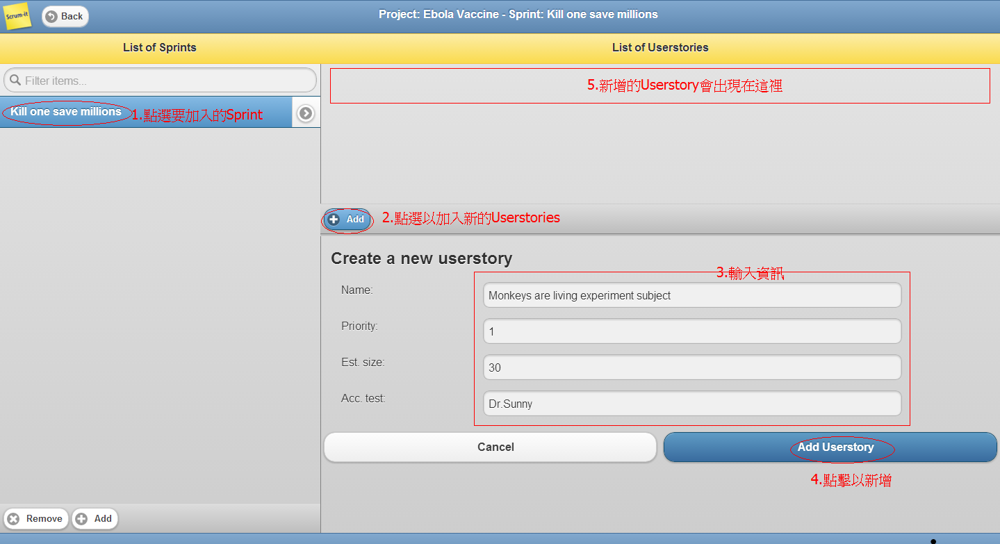 Scrum-it
Back
Project: Ebola Vaccine - Sprint: Kill one save millions
List of Sprints
List of Userstories
Filter items...
5.新增的Userstory會出現在這裡
Kill one save millions
1.點選要加入的Sprint
Add
2.點選以加入新的Userstories
Create a new userstory
3.輸入資訊
Name:
Monkeys are living experiment subject
Priority:
1
Est. size:
30
Acc. test:
Dr.Sunny
Cancel
Add Userstory
4.點擊以新增
Remove
Add